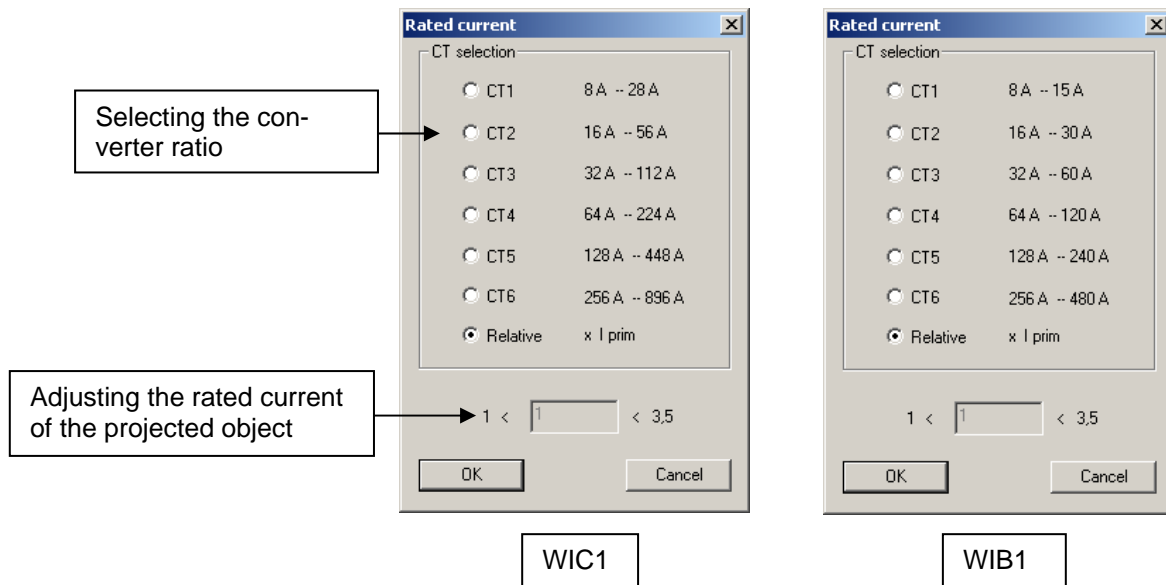 Rated current
CT selection
CT1 8 A -- 28 A
CT2 16 A -- 56 A
CT3 32 A -- 112 A
CT4 64 A -- 224 A
CT5 128 A -- 448 A
CT6 256 A -- 896 A
Relative x I prim
1 < 1 < 3,5
OK Cancel
WIC1
Selecting the con-
verter ratio
Adjusting the rated current
of the projected object
Rated current
CT selection
CT1 8 A -- 15 A
CT2 16 A -- 30 A
CT3 32 A -- 60 A
CT4 64 A -- 120 A
CT5 128 A -- 240 A
CT6 256 A -- 480 A
Relative x I prim
1 < 1 < 3,5
OK Cancel
WIB1